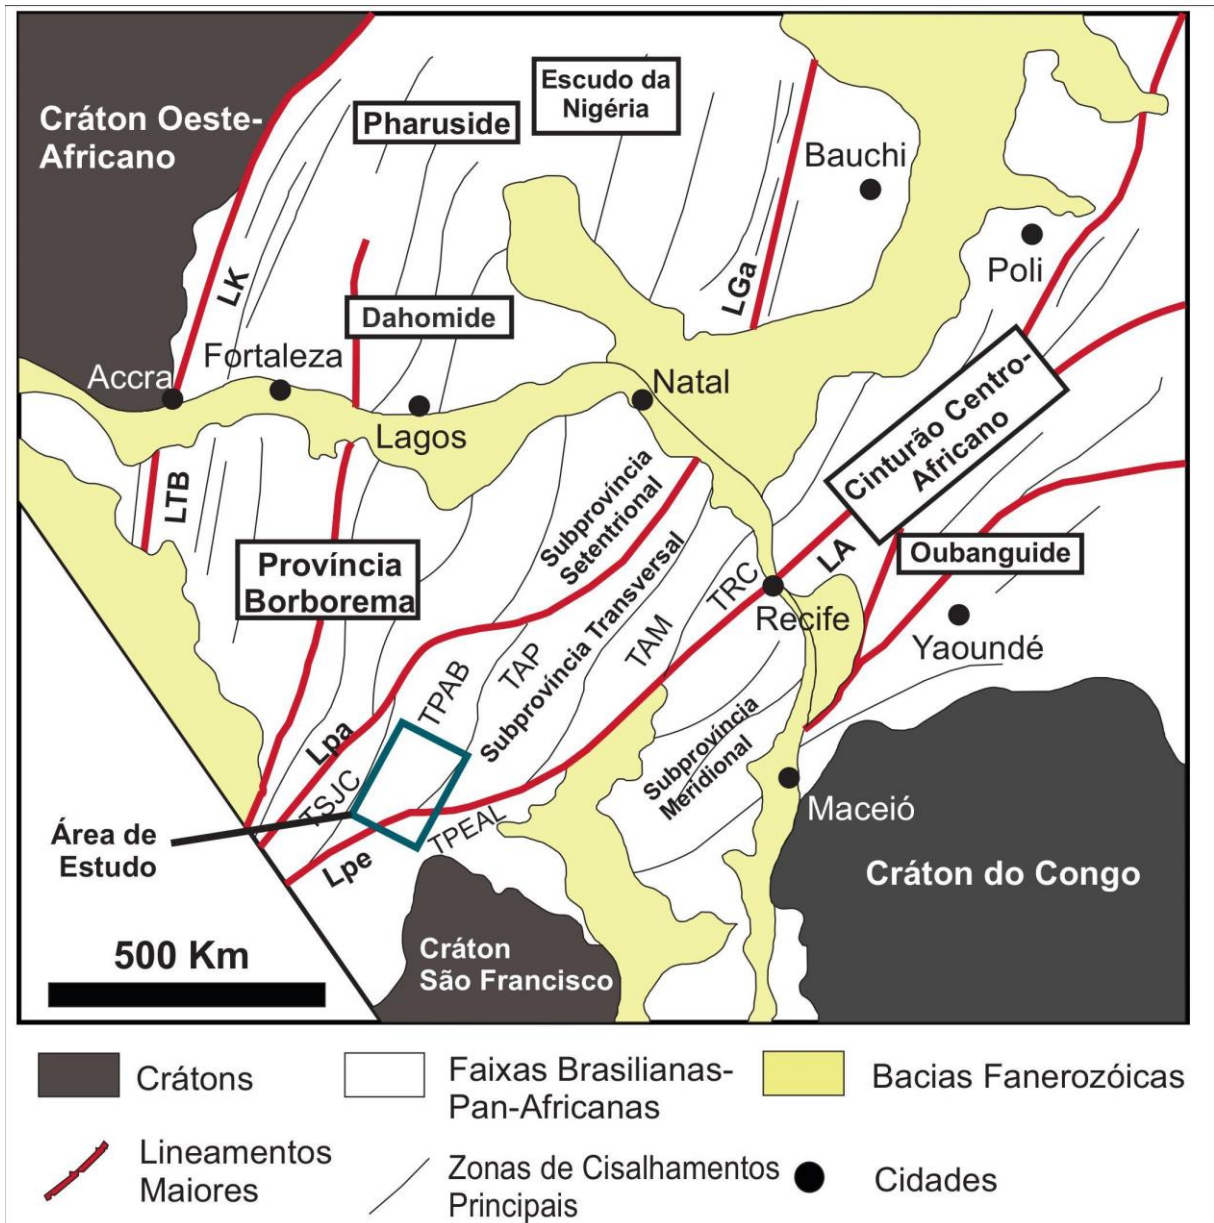 Cráton Oeste-
Africano
Pharuside
Escudo da
Nigéria
Bauchi
Poli
LK
LGa
Dahomide
Fortaleza
Accra
Natal
Lagos
Cinturão Centro-
Africano
LTB
Subprovíncia
Setentrional
Província
Borborema
Subprovíncia Transversal
TRC
LA
Oubanguide
Recife
Yaoundé
TAM
TAP
TPAB
Lpa
TSJC
Subprovíncia
Meridional
Maceió
Área de
Estudo
TPEAL
Lpe
Cráton do Congo
Cráton
São Francisco
500 Km
Crátons
Faixas Brasilianas-
Pan-Africanas
Bacias Fanerozóicas
Lineamentos
Maiores
Zonas de Cisalhamentos
Principais
Cidades